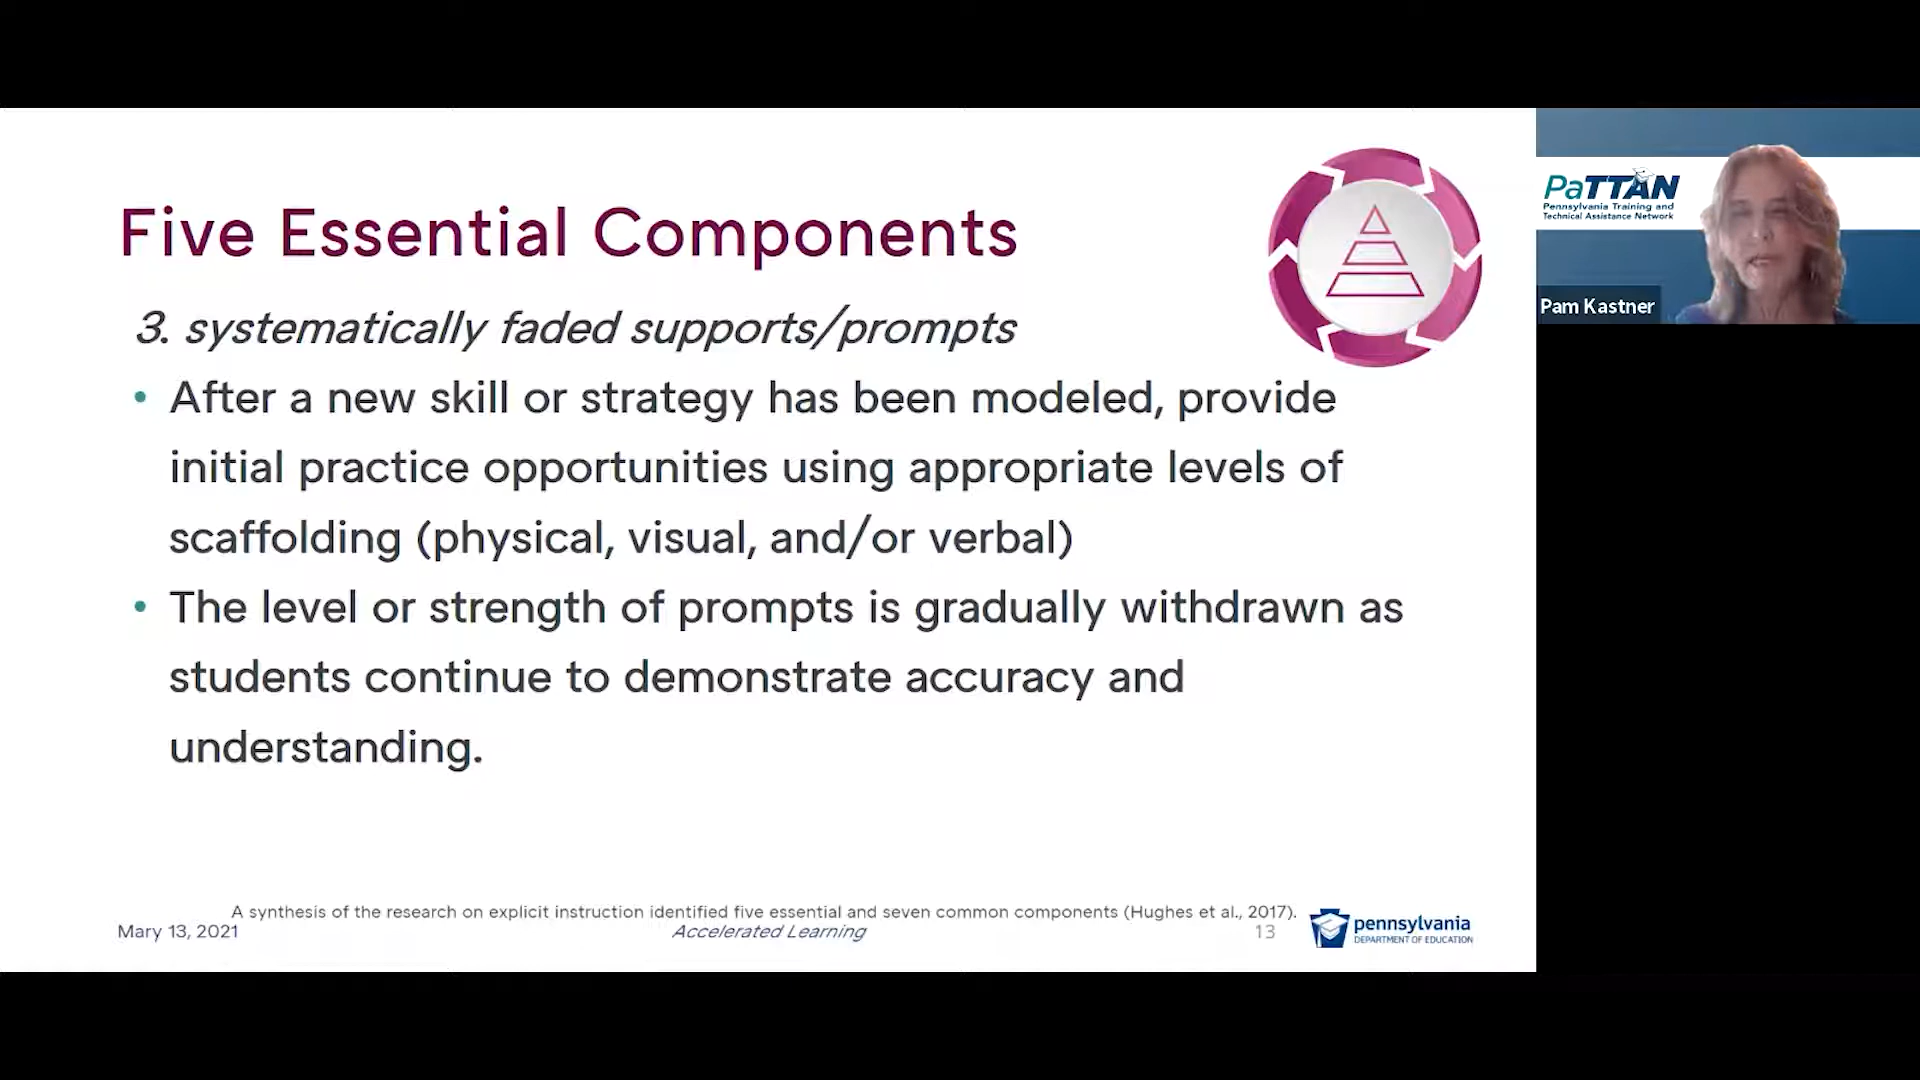 Five Essential Components
3. systematically faded supports/prompts
• After a new skill or strategy has been modeled, provide
initial practice opportunities using appropriate levels of
scaffolding (physical, visual, and/or verbal)
• The level or strength of prompts is gradually withdrawn as
students continue to demonstrate accuracy and
understanding.
A synthesis of the research on explicit instruction identified five essential and seven common components (Hughes et al., 2017).
Mary 13, 2021
Accelerated Learning
13
pennsylvania
DEPARTMENT OF EDUCATION
PaTTAN
Pennsylvania Training and
Technical Assistance Network
Pam Kastner